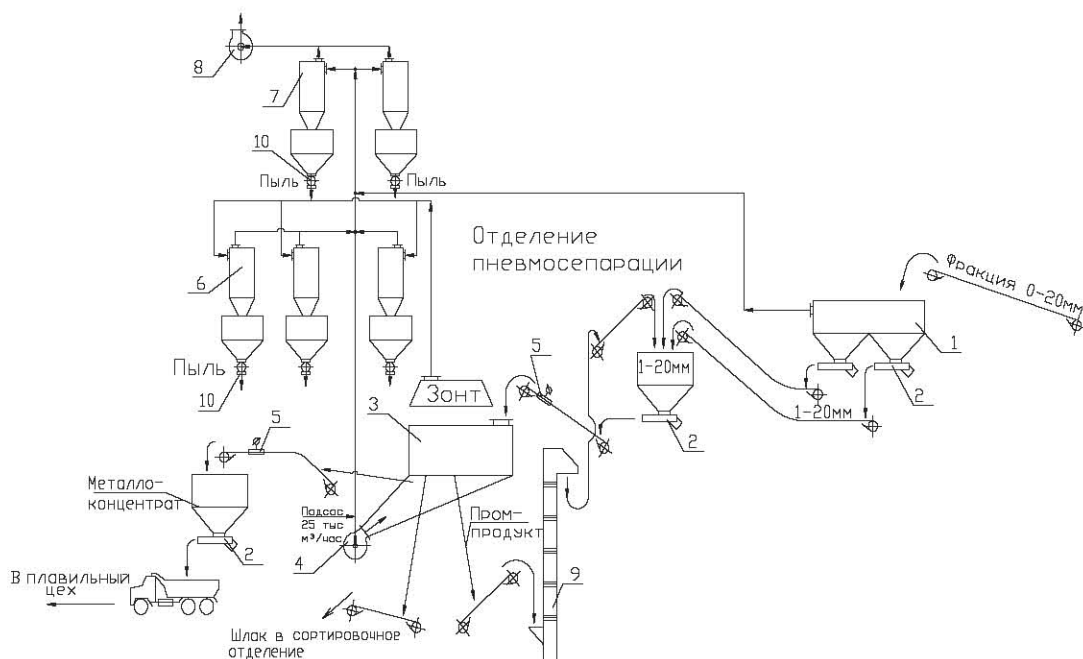 8
7
10
Пыль
Пыль
Отделение
пневмосепарации
Фракция 0-20мм
6
1
1-20мм
5
Пыль
Зонт
10
3
2
1-20мм
2
5
Металло-
концентрат
Подсос
25 тыс
м³/час
Пром-
продукт
2
4
В плавильный
цех
9
Шлак в сортировочное
отделение